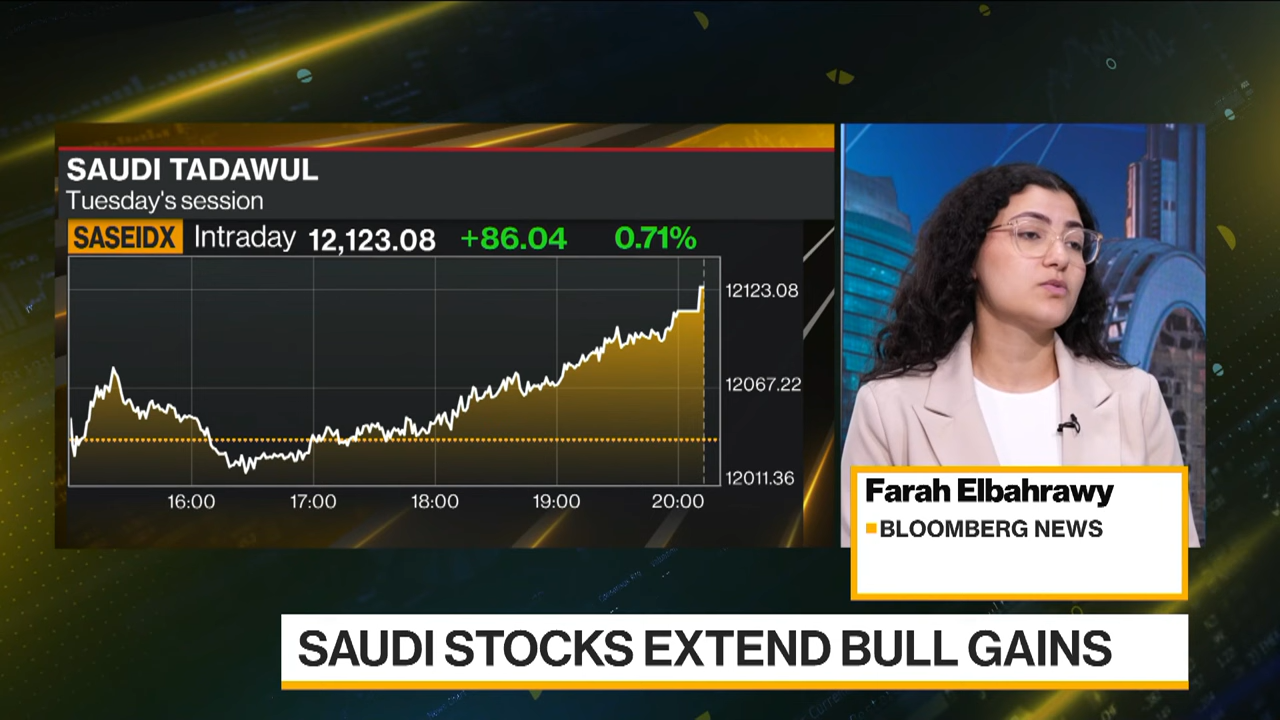 SAUDI TADAWUL
Tuesday's session
SASEIDX Intraday 12,123.08 +86.04 0.71%
12123.08
12067.22
12011.36
16:00 17:00 18:00 19:00 20:00
Farah Elbahrawy
BLOOMBERG NEWS
SAUDI STOCKS EXTEND BULL GAINS